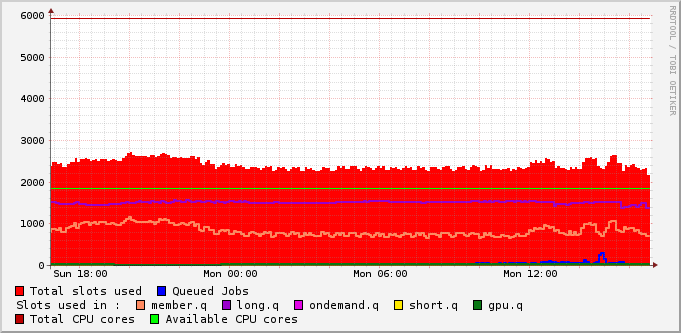 6000
5000
4000
3000
2000
1000
0
Sun 18:00 Mon 00:00 Mon 06:00 Mon 12:00
Total slots used Queued Jobs
Slots used in : member.q long.q ondemand.q short.q gpu.q
Total CPU cores Available CPU cores
RRDTOOL / TOBI OETIKER